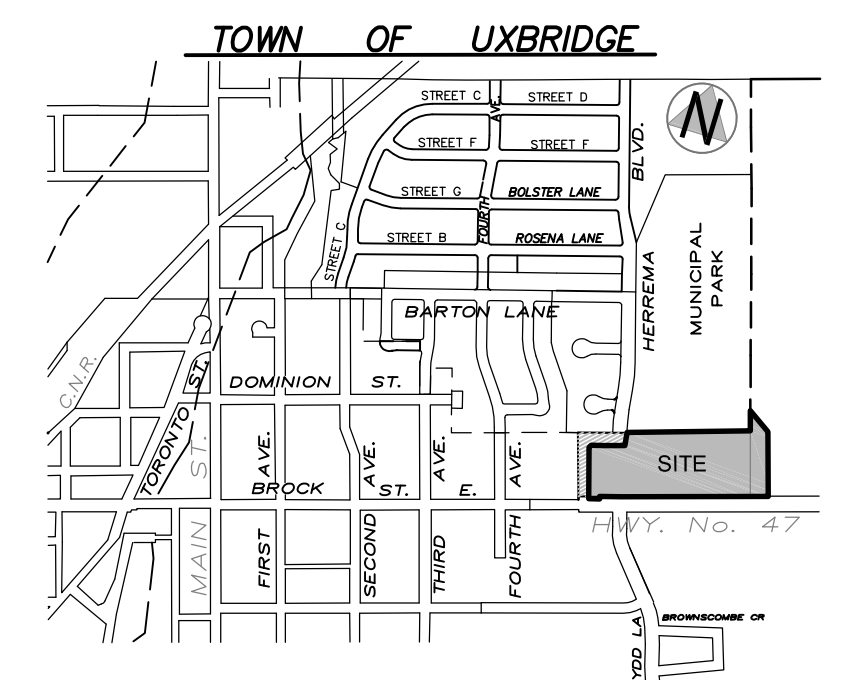 TOWN OF UXBRIDGE
STREET C
AVE.
STREET D
N
BLVD.
STREET F
STREET F
STREET G
BOLSTER LANE
FOURTH
STREET C
STREET B
ROSENA LANE
HERREMA
MUNICIPAL
PARK
BARTON LANE
C.N.R.
DOMINION ST.
TORONTO ST.
MAIN ST.
FIRST AVE.
SECOND AVE.
THIRD AVE.
FOURTH AVE.
BROCK ST. E.
SITE
HWY. No. 47
BROWNSCOMBE CR
YDD LA